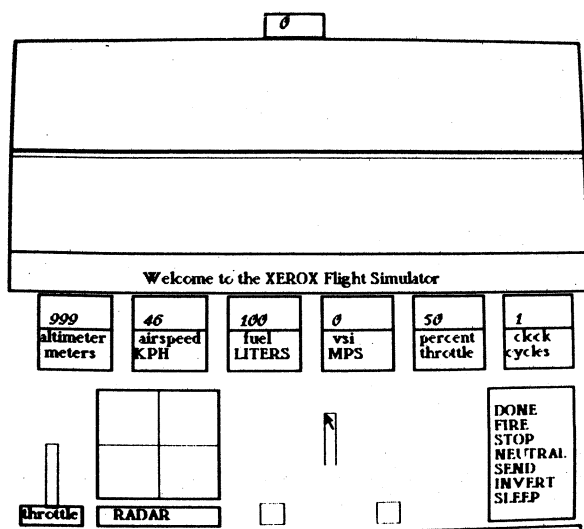 0
Welcome to the XEROX Flight Simulator
999 46 100 0 50 1
altimeter airspeed fuel vsi percent clock
meters KPH LITERS MPS throttle cycles
DONE
FIRE
STOP
NEUTRAL
SEND
INVERT
SLEEP
throttle RADAR